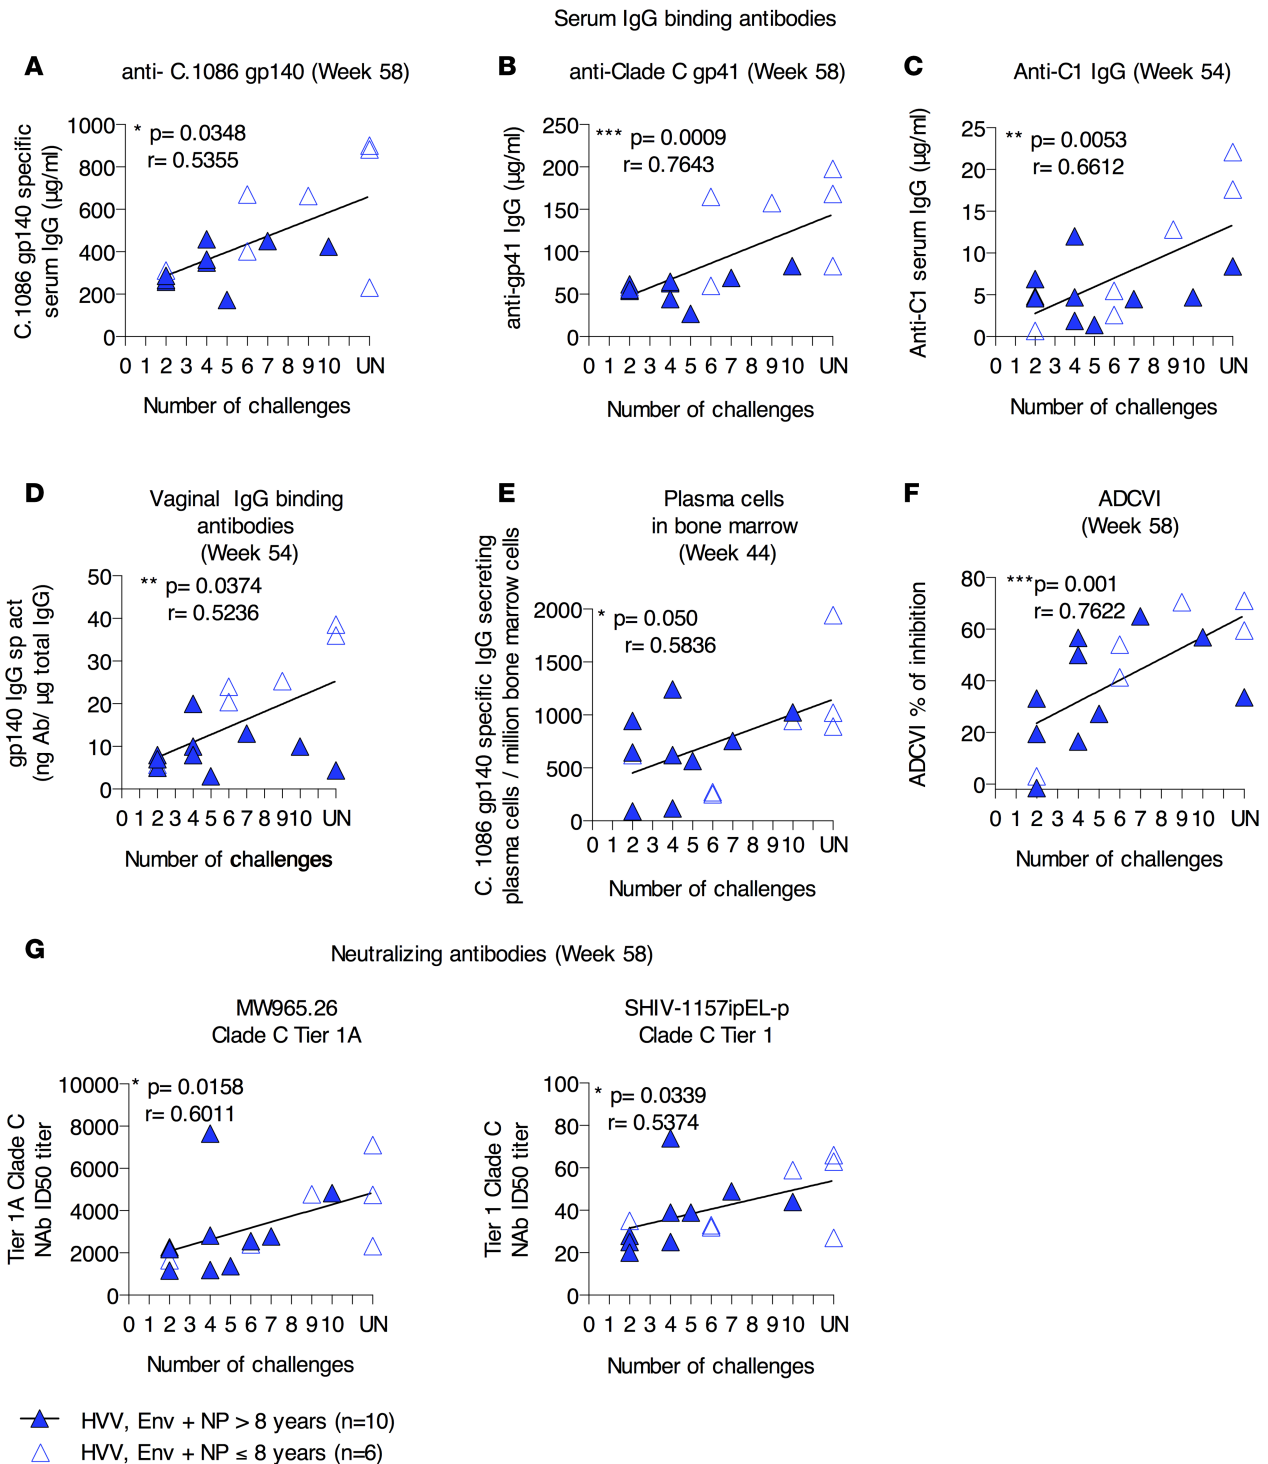 Serum IgG binding antibodies
A
anti- C.1086 gp140 (Week 58)
C.1086 gp140 specific
serum IgG (µg/ml)
1000
800
600
400
200
0
* p= 0.0348
r= 0.5355
0 1 2 3 4 5 6 7 8 9 10 UN
Number of challenges
B
anti-Clade C gp41 (Week 58)
anti-gp41 IgG (µg/ml)
250
200
150
100
50
0
*** p= 0.0009
r= 0.7643
0 1 2 3 4 5 6 7 8 9 10 UN
Number of challenges
C
Anti-C1 IgG (Week 54)
Anti-C1 serum IgG (µg/ml)
25
20
15
10
5
0
** p= 0.0053
r= 0.6612
0 1 2 3 4 5 6 7 8 9 10 UN
Number of challenges
D
Vaginal IgG binding
antibodies
(Week 54)
gp140 IgG sp act
(ng Ab/ µg total IgG)
50
40
30
20
10
0
** p= 0.0374
r= 0.5236
0 1 2 3 4 5 6 7 8 9 10 UN
Number of challenges
E
Plasma cells
in bone marrow
(Week 44)
C. 1086 gp140 specific IgG secreting
plasma cells / million bone marrow cells
2000
1500
1000
500
0
* p= 0.050
r= 0.5836
0 1 2 3 4 5 6 7 8 9 10 UN
Number of challenges
F
ADCVI
(Week 58)
ADCVI % of inhibition
80
60
40
20
0
*** p= 0.001
r= 0.7622
0 1 2 3 4 5 6 7 8 9 10 UN
Number of challenges
G
Neutralizing antibodies (Week 58)
MW965.26
Clade C Tier 1A
Tier 1A Clade C
NAb ID50 titer
10000
8000
6000
4000
2000
0
* p= 0.0158
r= 0.6011
0 1 2 3 4 5 6 7 8 9 10 UN
Number of challenges
SHIV-1157ipEL-p
Clade C Tier 1
Tier 1 Clade C
NAb ID50 titer
100
80
60
40
20
0
* p= 0.0339
r= 0.5374
0 1 2 3 4 5 6 7 8 9 10 UN
Number of challenges
HVV, Env + NP > 8 years (n=10)
HVV, Env + NP ≤ 8 years (n=6)